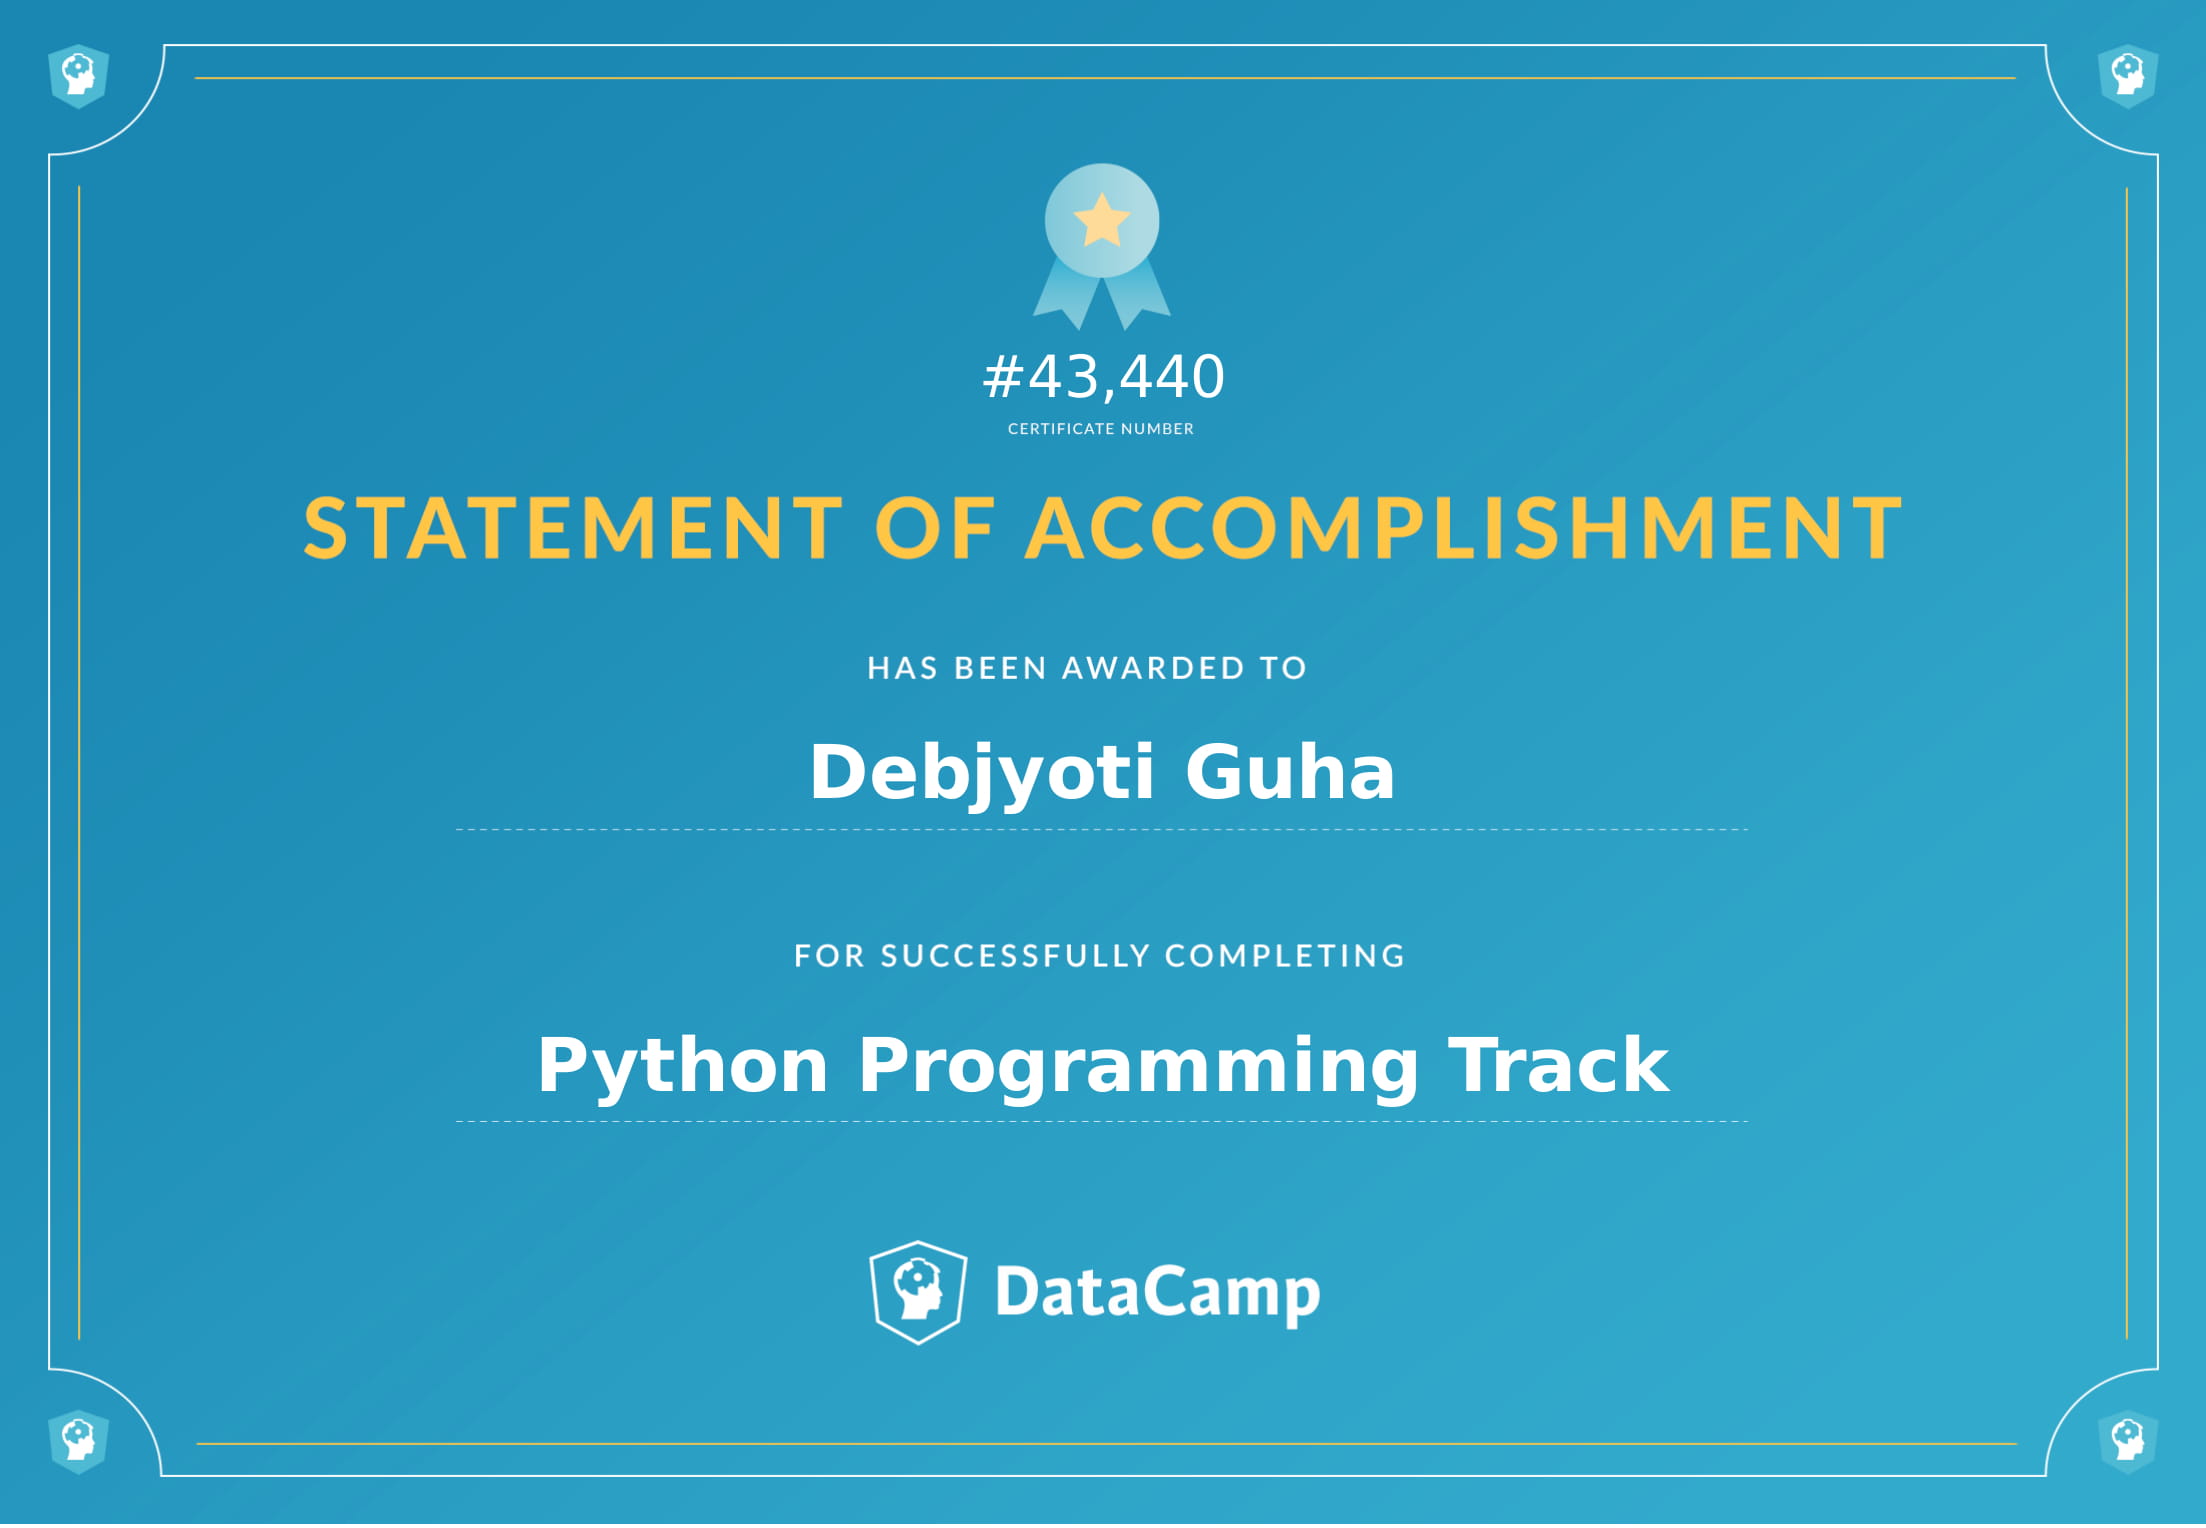 #43,440
CERTIFICATE NUMBER
STATEMENT OF ACCOMPLISHMENT
HAS BEEN AWARDED TO
Debjyoti Guha
FOR SUCCESSFULLY COMPLETING
Python Programming Track
DataCamp